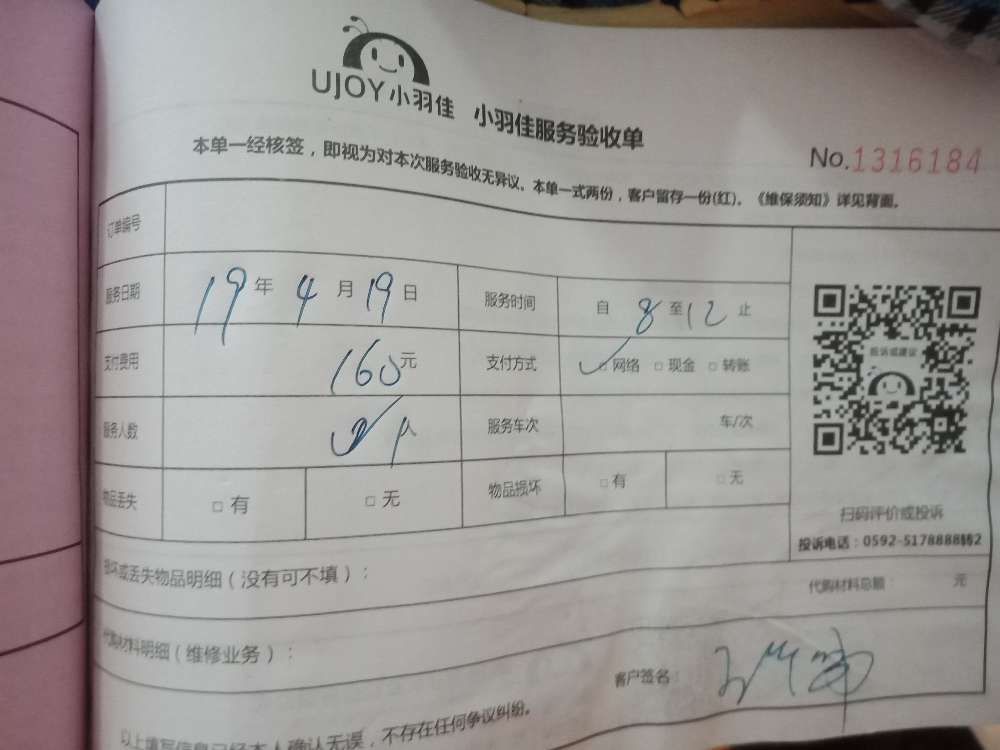 UJOY小羽佳 小羽佳服务验收单
No.1316184
本单一经核签，即视为对本次服务验收无异议。本单一式两份，客户留存一份(红)。《维保须知》详见背面。
订单编号
服务日期 19年4月19日 服务时间 自8至12止
支付费用 160元 支付方式 ✓□网络 □现金 □转账
服务人数 人 服务车次 车/次
物品丢失 □有 □无 物品损坏 □有 □无
投诉或建议
扫码评价或投诉
投诉电话：0592-5178888转2
损坏或丢失物品明细（没有可不填）：
代购材料总额： 元
代购材料明细（维修业务）：
客户签名：
以上填写信息已经本人确认无误，不存在任何争议纠纷。